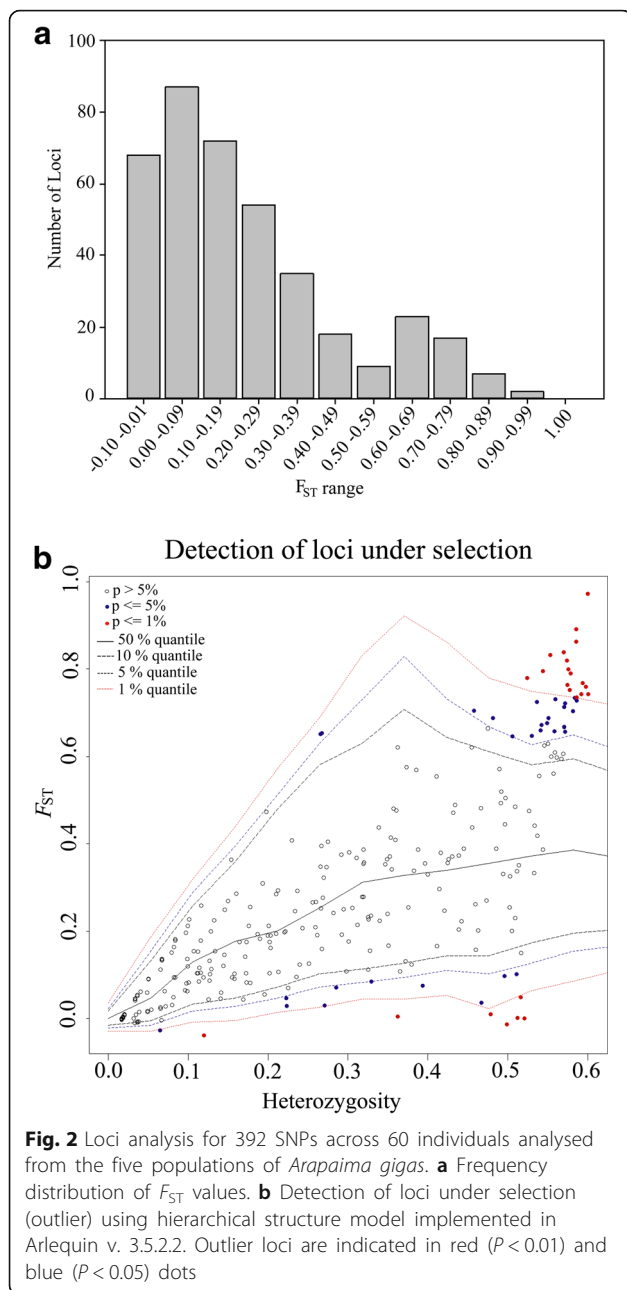 a
100
80
60
40
20
0
Number of Loci
-0.10 -0.01
0.00 -0.09
0.10 -0.19
0.20 -0.29
0.30 -0.39
0.40 -0.49
0.50 -0.59
0.60 -0.69
0.70 -0.79
0.80 -0.89
0.90 -0.99
1.00
FST range
b
Detection of loci under selection
p > 5%
p <= 5%
p <= 1%
50 % quantile
10 % quantile
5 % quantile
1 % quantile
1.0
0.8
0.6
0.4
0.2
0.0
FST
0.0 0.1 0.2 0.3 0.4 0.5 0.6
Heterozygosity
Fig. 2 Loci analysis for 392 SNPs across 60 individuals analysed
from the five populations of Arapaima gigas. a Frequency
distribution of FST values. b Detection of loci under selection
(outlier) using hierarchical structure model implemented in
Arlequin v. 3.5.2.2. Outlier loci are indicated in red (P < 0.01) and
blue (P < 0.05) dots